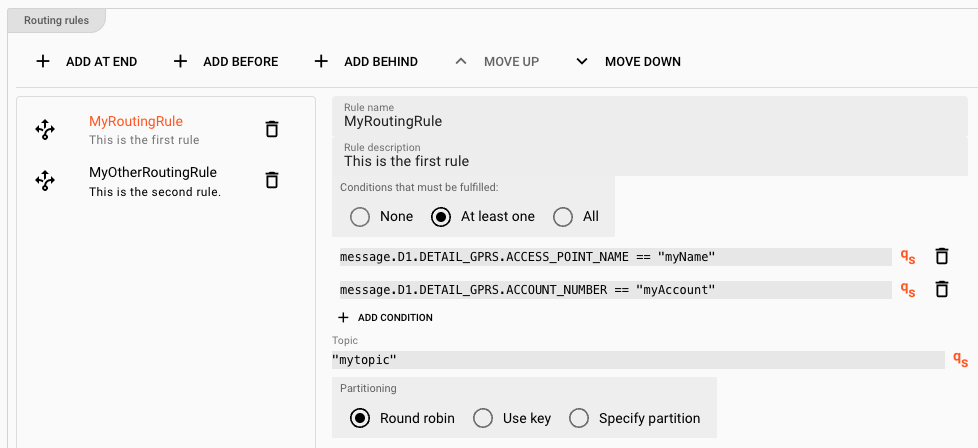 Routing rules
ADD AT END ADD BEFORE ADD BEHIND MOVE UP MOVE DOWN
MyRoutingRule
This is the first rule
MyOtherRoutingRule
This is the second rule.
Rule name
MyRoutingRule
Rule description
This is the first rule
Conditions that must be fulfilled:
None At least one All
message.D1.DETAIL_GPRS.ACCESS_POINT_NAME == "myName" qs
message.D1.DETAIL_GPRS.ACCOUNT_NUMBER == "myAccount" qs
ADD CONDITION
Topic
"mytopic" qs
Partitioning
Round robin Use key Specify partition